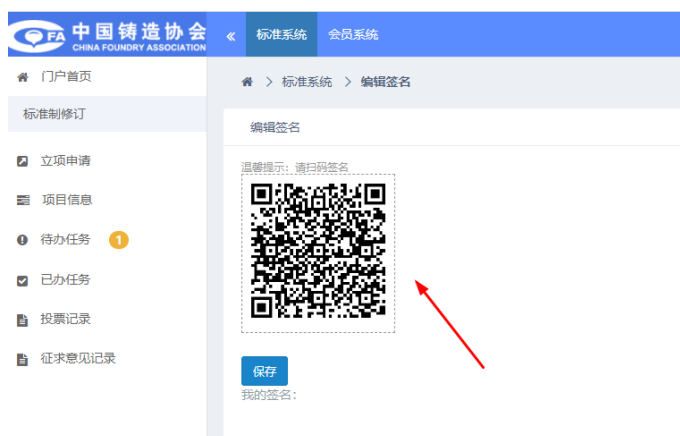 中国铸造协会
CHINA FOUNDRY ASSOCIATION
FA
« 标准系统 会员系统
门户首页
> 标准系统 > 编辑签名
标准制修订
编辑签名
立项申请
温馨提示: 请扫码签名
项目信息
待办任务 1
已办任务
投票记录
征求意见记录
保存
我的签名: